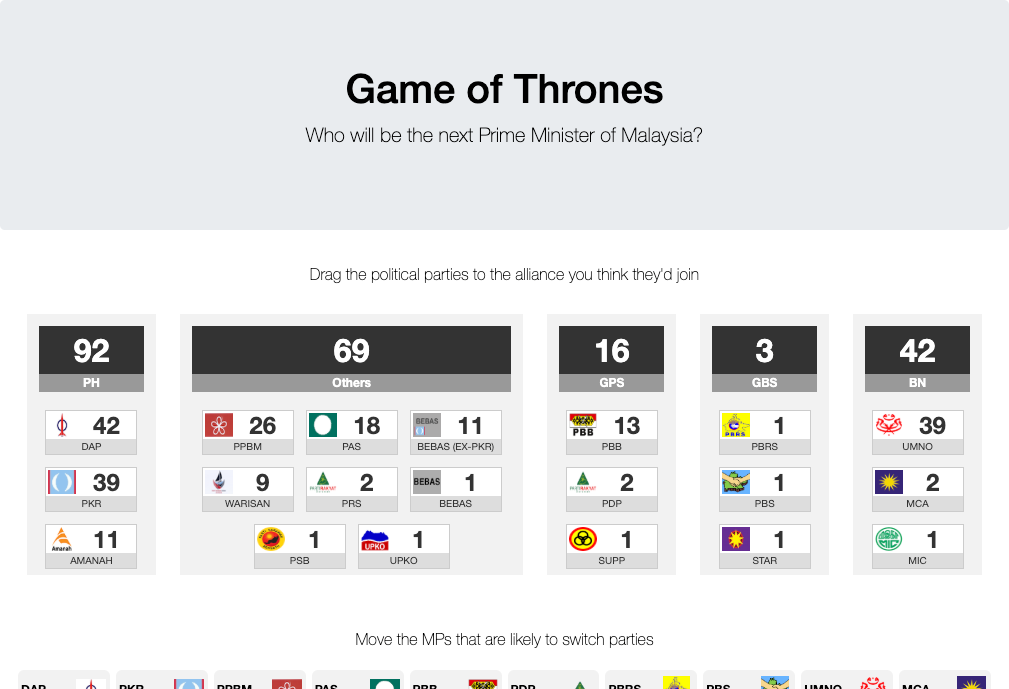 Game of Thrones
Who will be the next Prime Minister of Malaysia?
Drag the political parties to the alliance you think they'd join
92 69 16 3 42
PH Others GPS GBS BN
42 26 18 BEBAS 11 PBB 13 PBRS 1 39
DAP PPBM PAS BEBAS (EX-PKR) PBB PBRS UMNO
39 9 2 BEBAS 1 2 1 2
PKR WARISAN PRS BEBAS PDP PBS MCA
Amanah 11 1 UPKO 1 1 1 MIC 1
AMANAH PSB UPKO SUPP STAR MIC
Move the MPs that are likely to switch parties
DAP PKR PPBM PAS PBB PDP PBRS PBS UMNO MCA